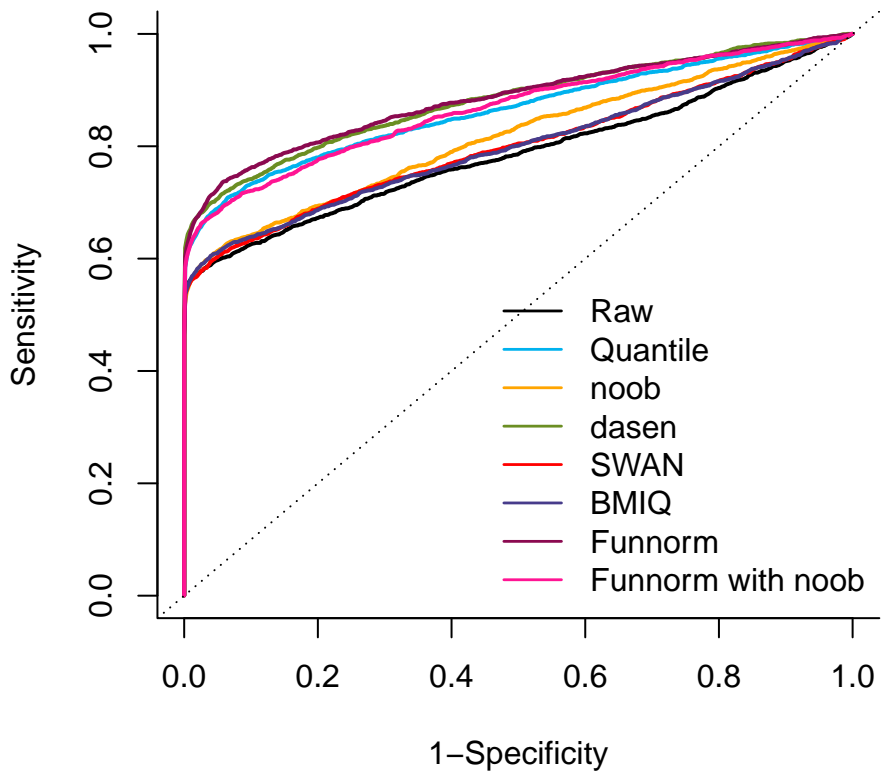 1.0
0.8
0.6
0.4
0.2
0.0
Sensitivity
Raw
Quantile
noob
dasen
SWAN
BMIQ
Funnorm
Funnorm with noob
0.0 0.2 0.4 0.6 0.8 1.0
1−Specificity